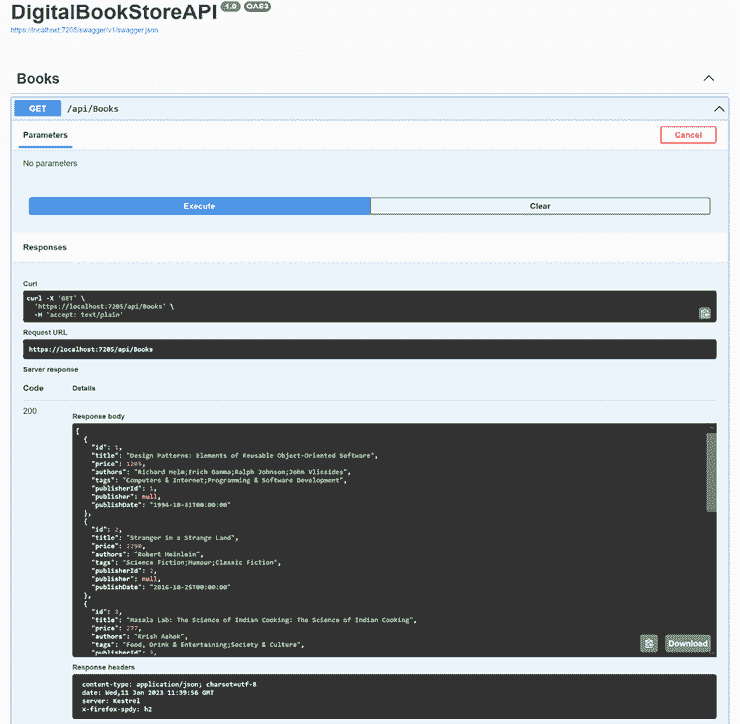 DigitalBookStoreAPI 1.0 OAS3
https://localhost:7205/swagger/v1/swagger.json
Books
GET /api/Books
Parameters
Cancel
No parameters
Execute
Clear
Responses
Curl
curl -X 'GET' \
'https://localhost:7205/api/Books' \
-H 'accept: text/plain'
Request URL
https://localhost:7205/api/Books
Server response
Code Details
200
Response body
[
{
"id": 1,
"title": "Design Patterns: Elements of Reusable Object-Oriented Software",
"price": 1205,
"authors": "Richard Helm;Erich Gamma;Ralph Johnson;John Vlissides",
"tags": "Computers & Internet;Programming & Software Development",
"publisherId": 1,
"publisher": null,
"publishDate": "1994-10-31T00:00:00"
},
{
"id": 2,
"title": "Stranger in a Strange Land",
"price": 2290,
"authors": "Robert Heinlein",
"tags": "Science Fiction;Humour;Classic Fiction",
"publisherId": 2,
"publisher": null,
"publishDate": "2016-10-25T00:00:00"
},
{
"id": 3,
"title": "Masala Lab: The Science of Indian Cooking: The Science of Indian Cooking",
"price": 277,
"authors": "Krish Ashok",
"tags": "Food, Drink & Entertaining;Society & Culture",
"publisherId": 3,
Download
Response headers
content-type: application/json; charset=utf-8
date: Wed,11 Jan 2023 11:39:56 GMT
server: Kestrel
x-firefox-spdy: h2